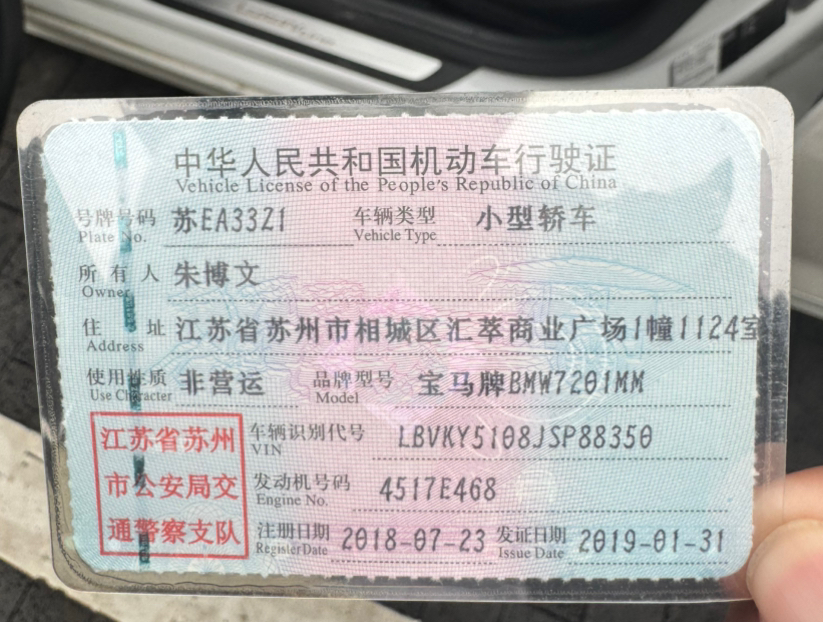 中华人民共和国机动车行驶证
Vehicle License of the People's Republic of China
号牌号码 苏EA33Z1 车辆类型 小型轿车
Plate No. Vehicle Type
所有人 朱博文
Owner
住址 江苏省苏州市相城区汇萃商业广场1幢1124室
Address
使用性质 非营运 品牌型号 宝马牌BMW7201MM
Use Character Model
江苏省苏州 车辆识别代号 LBVKY5108JSP88350
VIN
市公安局交 发动机号码 4517E468
Engine No.
通警察支队 注册日期 2018-07-23 发证日期 2019-01-31
Register Date Issue Date